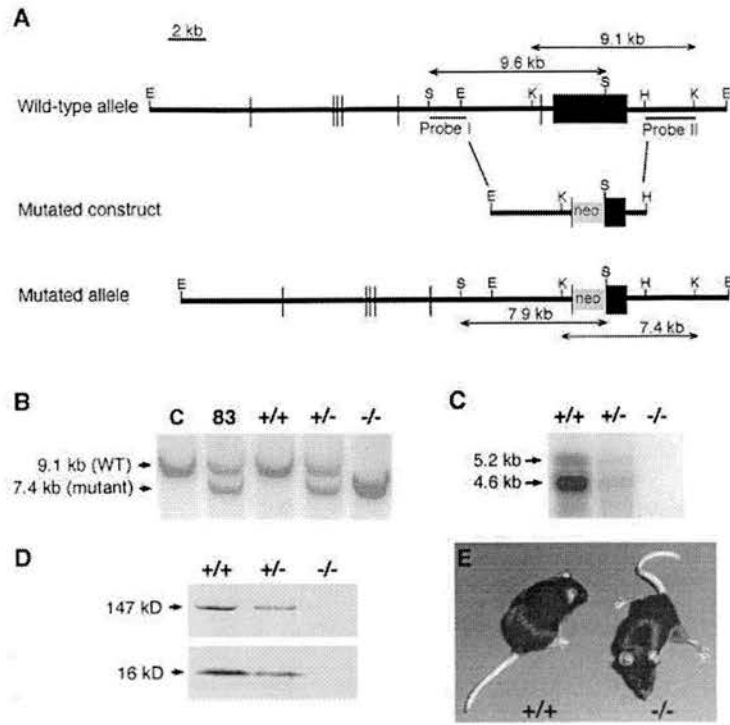 A
2 kb
9.1 kb
9.6 kb
Wild-type allele
E S E K S H K E
Probe I Probe II
Mutated construct
E K neo S H
Mutated allele
E S E K neo S H K E
7.9 kb
7.4 kb
B
C 83 +/+ +/- -/-
9.1 kb (WT)
7.4 kb (mutant)
C
+/+ +/- -/-
5.2 kb
4.6 kb
D
+/+ +/- -/-
147 kD
16 kD
E
+/+ -/-